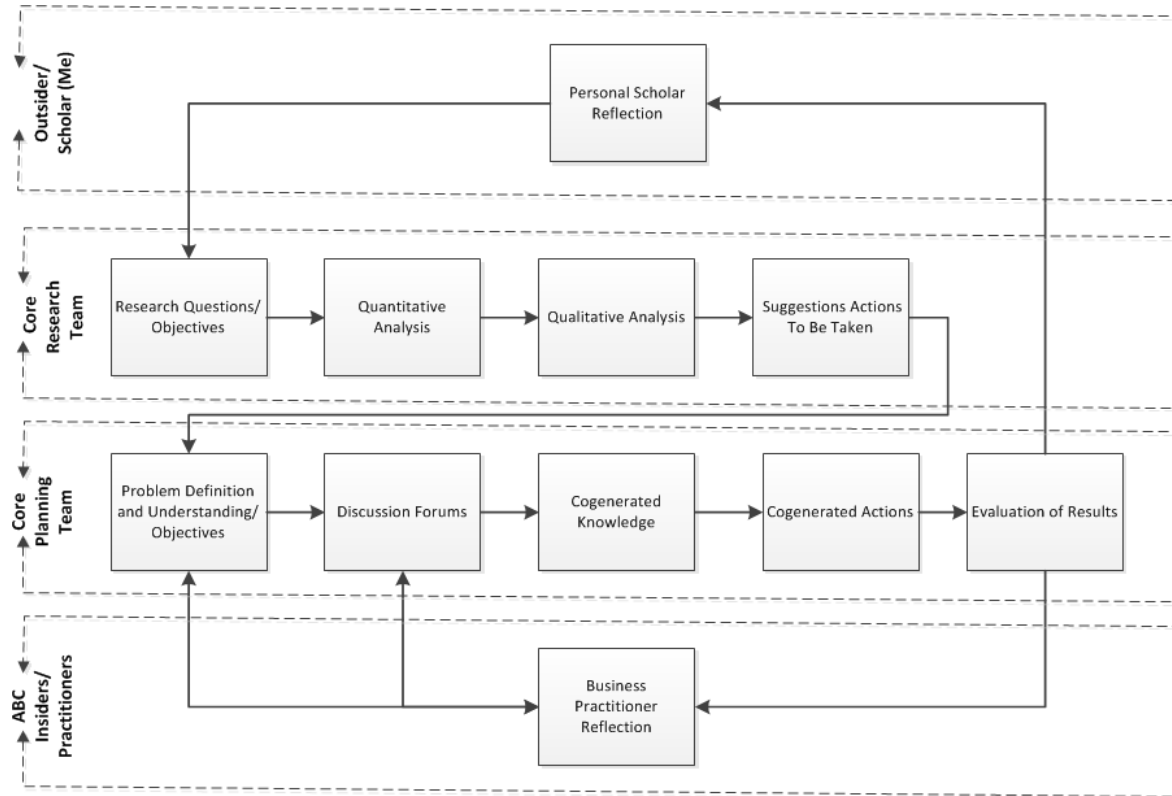 Outsider/
Scholar (Me)
Personal Scholar
Reflection
Core
Research
Team
Research Questions/
Objectives
Quantitative
Analysis
Qualitative Analysis
Suggestions Actions
To Be Taken
Core
Planning
Team
Problem Definition
and Understanding/
Objectives
Discussion Forums
Cogenerated
Knowledge
Cogenerated Actions
Evaluation of Results
ABC
Insiders/
Practitioners
Business
Practitioner
Reflection